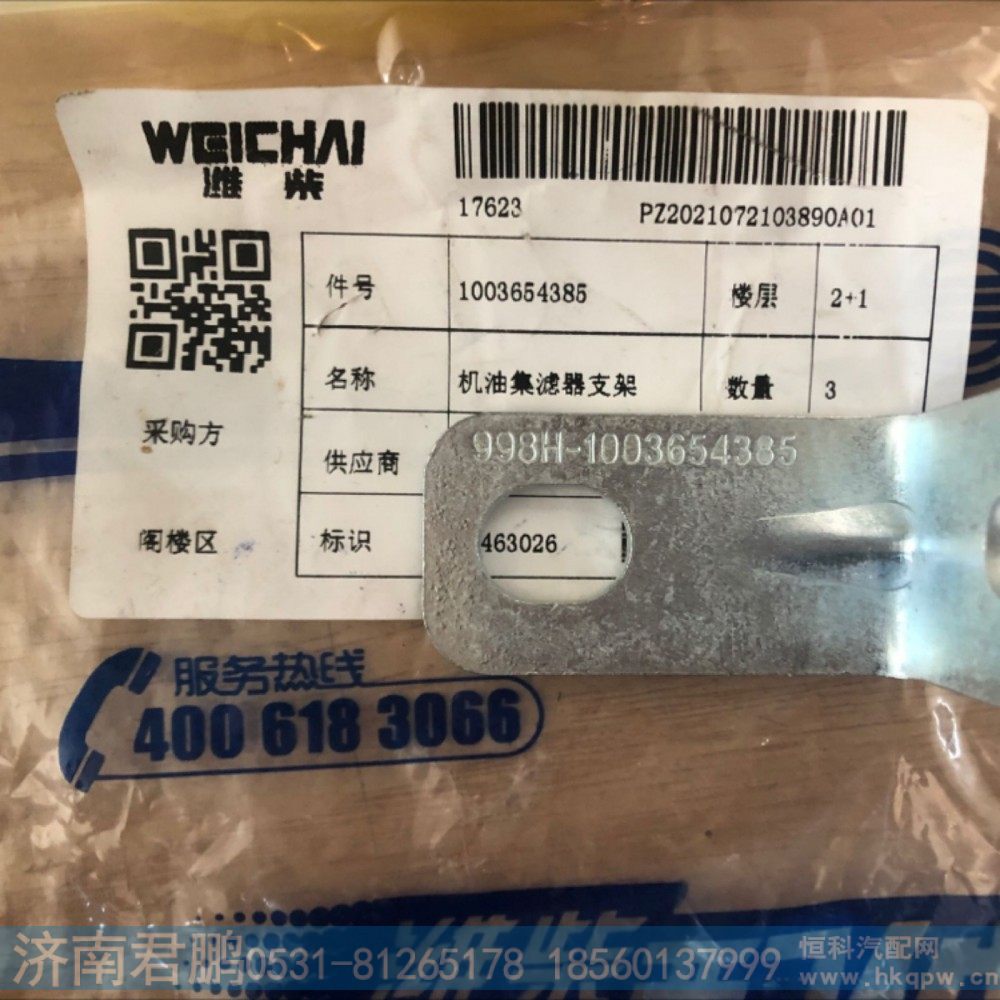 WEICHAI
潍柴
17623 PZ2021072103890A01
件号 1003654385 楼层 2+1
名称 机油集滤器支架 数量 3
采购方
供应商
998H-1003654385
阁楼区
标识 463026
服务热线
400 618 3066
潍柴
济南君鹏0531-81265178 18560137999
恒科汽配网
www.hkqpw.cn